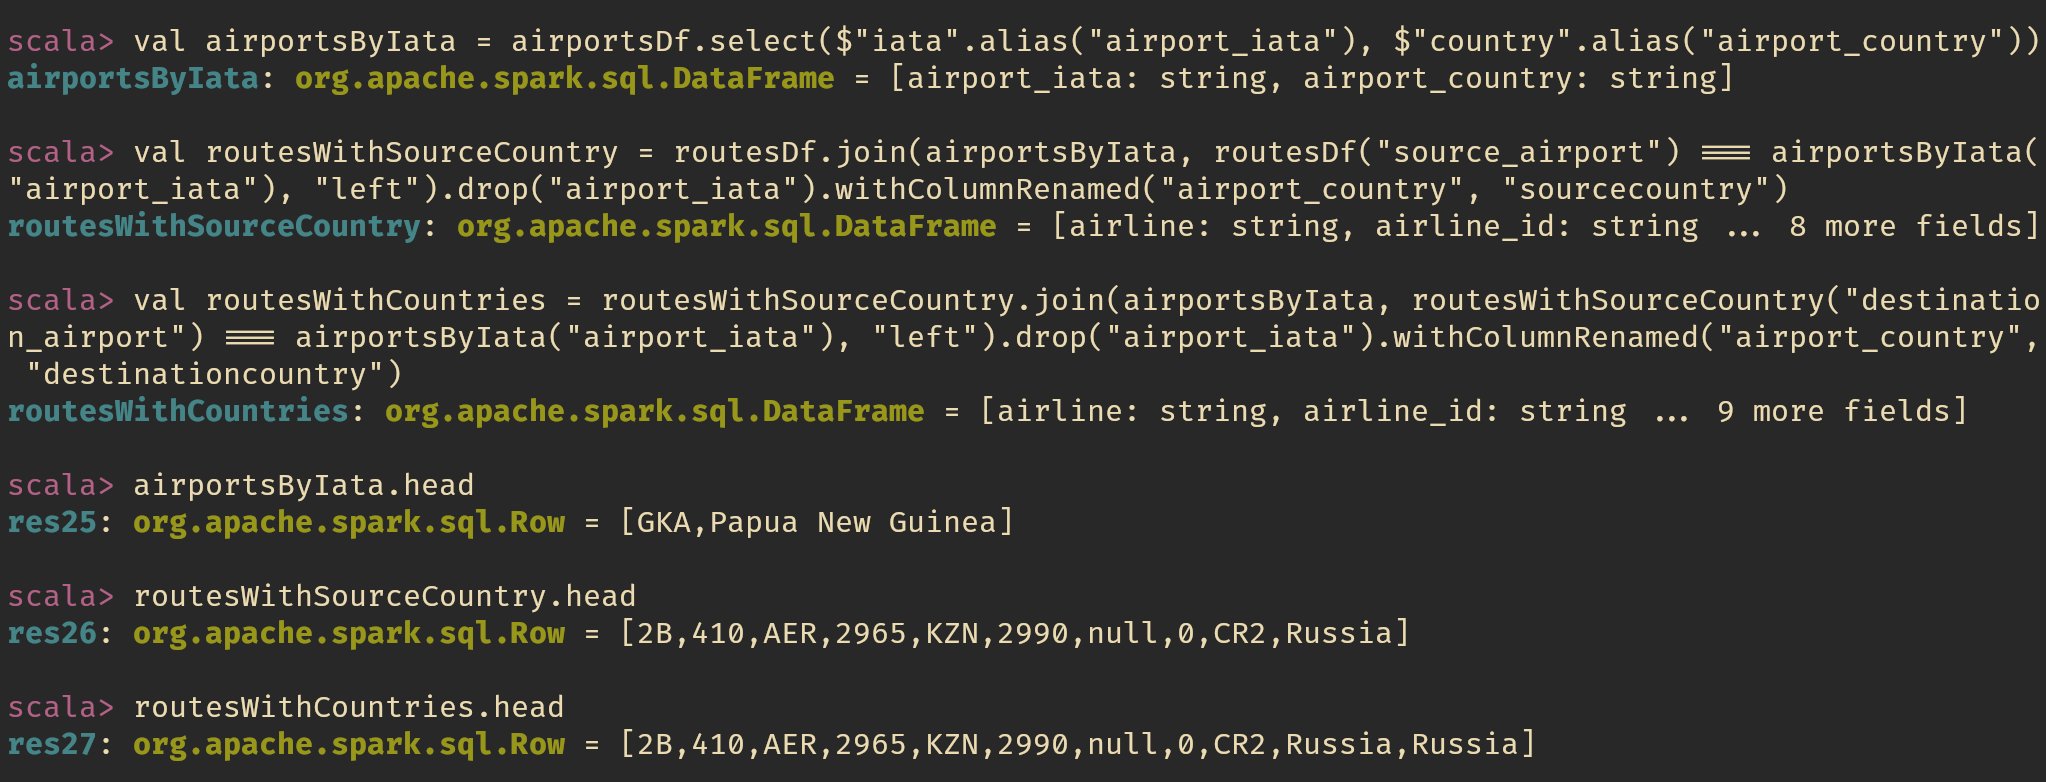 scala> val airportsByIata = airportsDf.select($"iata".alias("airport_iata"), $"country".alias("airport_country"))
airportsByIata: org.apache.spark.sql.DataFrame = [airport_iata: string, airport_country: string]
scala> val routesWithSourceCountry = routesDf.join(airportsByIata, routesDf("source_airport") === airportsByIata(
"airport_iata"), "left").drop("airport_iata").withColumnRenamed("airport_country", "sourcecountry")
routesWithSourceCountry: org.apache.spark.sql.DataFrame = [airline: string, airline_id: string ... 8 more fields]
scala> val routesWithCountries = routesWithSourceCountry.join(airportsByIata, routesWithSourceCountry("destinatio
n_airport") === airportsByIata("airport_iata"), "left").drop("airport_iata").withColumnRenamed("airport_country",
 "destinationcountry")
routesWithCountries: org.apache.spark.sql.DataFrame = [airline: string, airline_id: string ... 9 more fields]
scala> airportsByIata.head
res25: org.apache.spark.sql.Row = [GKA,Papua New Guinea]
scala> routesWithSourceCountry.head
res26: org.apache.spark.sql.Row = [2B,410,AER,2965,KZN,2990,null,0,CR2,Russia]
scala> routesWithCountries.head
res27: org.apache.spark.sql.Row = [2B,410,AER,2965,KZN,2990,null,0,CR2,Russia,Russia]